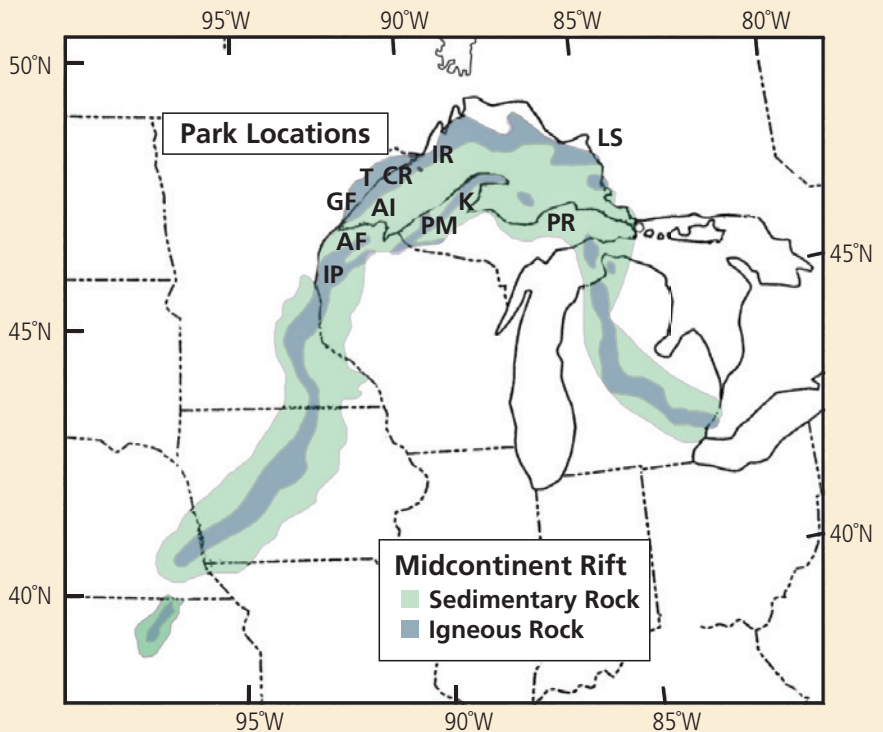 95°W 90°W 85°W 80°W
50°N
Park Locations
LS
IR
T CR
GF
AI
K
PM
PR
AF
IP
45°N
45°N
40°N
40°N
Midcontinent Rift
Sedimentary Rock
Igneous Rock
95°W 90°W 85°W